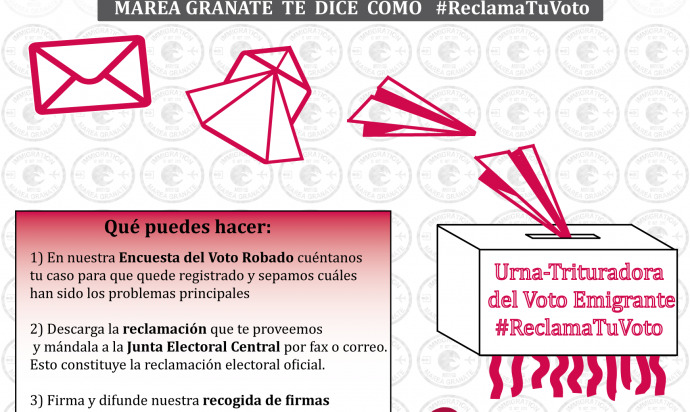 MAREA GRANATE TE DICE COMO #ReclamaTuVoto
Qué puedes hacer:
1) En nuestra Encuesta del Voto Robado cuéntanos
tu caso para que quede registrado y sepamos cuáles
han sido los problemas principales
2) Descarga la reclamación que te proveemos
y mándala a la Junta Electoral Central por fax o correo.
Esto constituye la reclamación electoral oficial.
3) Firma y difunde nuestra recogida de firmas
Urna-Trituradora
del Voto Emigrante
#ReclamaTuVoto